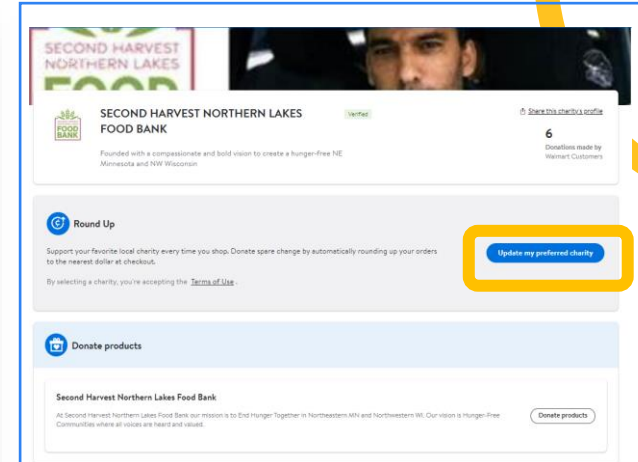 SECOND HARVEST
NORTHERN LAKES
FOOD
FOOD
BANK
SECOND HARVEST NORTHERN LAKES
FOOD BANK
Verified
Founded with a compassionate and bold vision to create a hunger-free NE
Minnesota and NW Wisconsin
Share this charity's profile
6
Donations made by
Walmart Customers
Round Up
Support your favorite local charity every time you shop. Donate spare change by automatically rounding up your orders
to the nearest dollar at checkout.
By selecting a charity, you're accepting the Terms of Use.
Update my preferred charity
Donate products
Second Harvest Northern Lakes Food Bank
At Second Harvest Northern Lakes Food Bank our mission is to End Hunger Together in Northeastern MN and Northwestern WI. Our vision is Hunger-Free
Communities where all voices are heard and valued.
Donate products